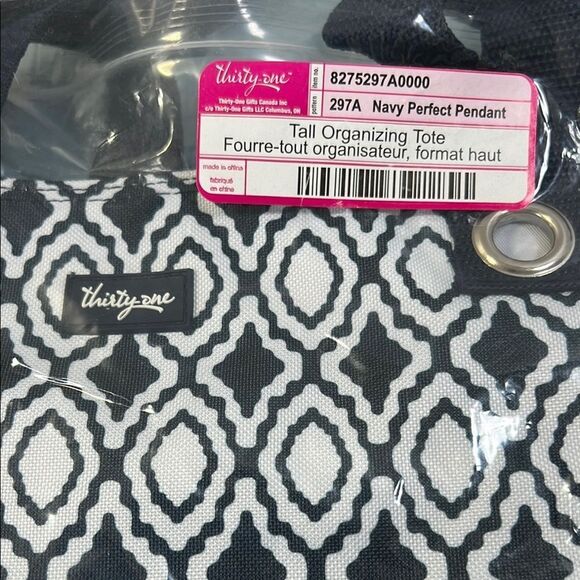 thirty-one™
item no. 8275297A0000
Thirty-One Gifts Canada Inc
c/o Thirty-One Gifts LLC Columbus, OH
pattern 297A Navy Perfect Pendant
Tall Organizing Tote
Fourre-tout organisateur, format haut
made in china
fabriqué
en chine
thirty-one